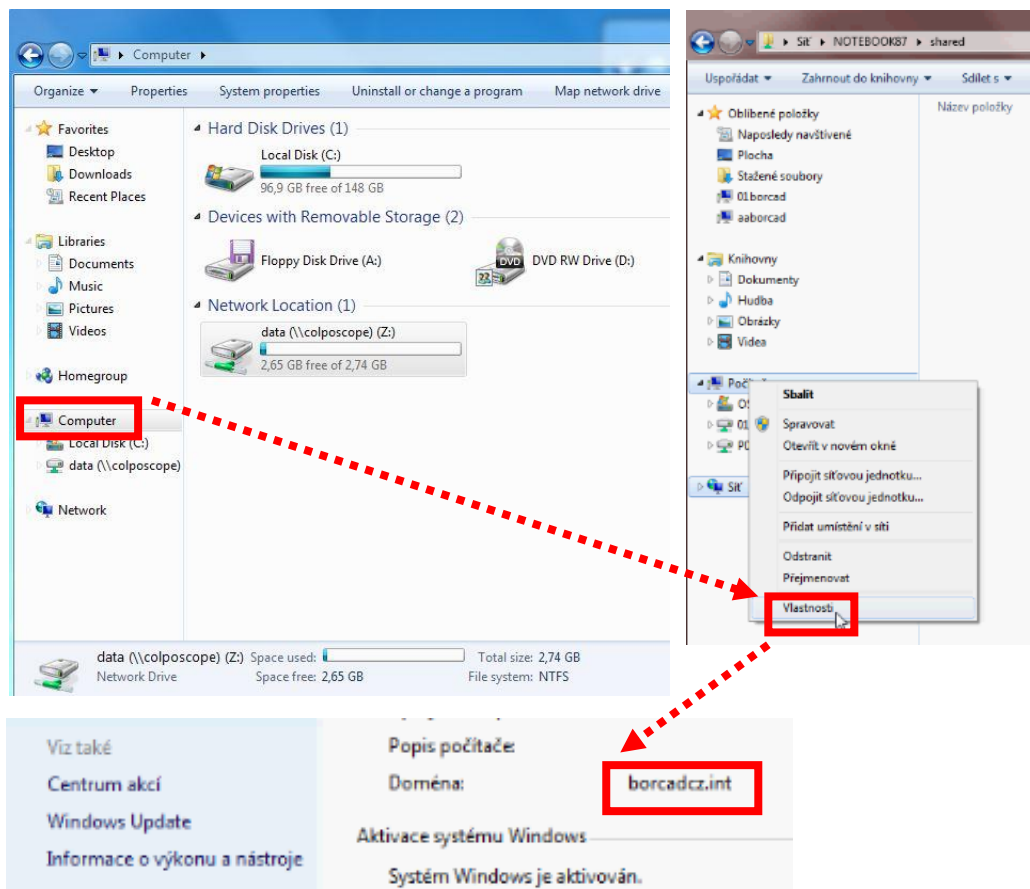 Computer
Organize
Properties
System properties
Uninstall or change a program
Map network drive
Favorites
Desktop
Downloads
Recent Places
Libraries
Documents
Music
Pictures
Videos
Homegroup
Computer
Local Disk (C:)
data (\\colposcope)
Network
Hard Disk Drives (1)
Local Disk (C:)
96,9 GB free of 148 GB
Devices with Removable Storage (2)
Floppy Disk Drive (A:)
DVD
DVD RW Drive (D:)
Network Location (1)
data (\\colposcope) (Z:)
2,65 GB free of 2,74 GB
data (\\colposcope) (Z:) Space used: Total size: 2,74 GB
Network Drive Space free: 2,65 GB File system: NTFS
Síť NOTEBOOK87 shared
Uspořádat
Zahrnout do knihovny
Sdílet s
Název položky
Oblíbené položky
Naposledy navštívené
Plocha
Stažené soubory
01borcad
aaborcad
Knihovny
Dokumenty
Hudba
Obrázky
Videa
Poč
OS
01
Síť
Sbalit
Spravovat
Otevřít v novém okně
Připojit síťovou jednotku...
Odpojit síťovou jednotku...
Přidat umístění v síti
Odstranit
Přejmenovat
Vlastnosti
Viz také
Centrum akcí
Windows Update
Informace o výkonu a nástroje
Popis počítače:
Doména: borcadcz.int
Aktivace systému Windows
Systém Windows je aktivován.